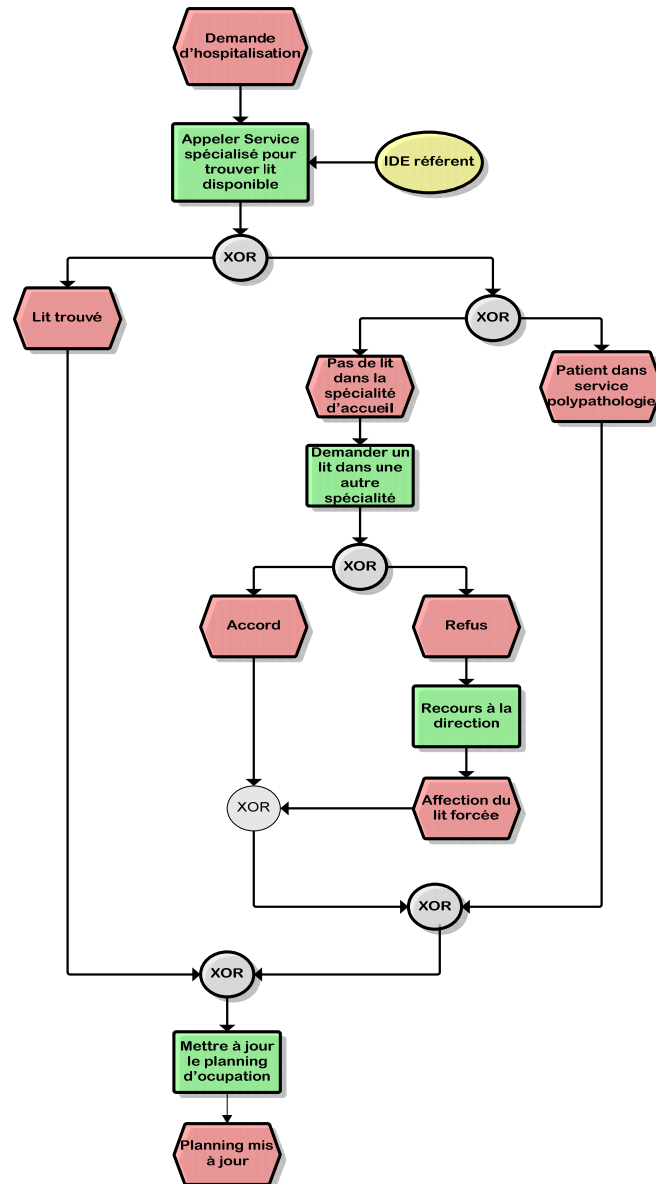 Demande
d'hospitalisation
Appeler Service
spécialisé pour
trouver lit
disponible
IDE référent
XOR
Lit trouvé
XOR
Pas de lit
dans la
spécialité
d'accueil
Patient dans
service
polypathologie
Demander un
lit dans une
autre
spécialité
XOR
Accord
Refus
Recours à la
direction
XOR
Affection du
lit forcée
XOR
XOR
Mettre à jour
le planning
d'ocupation
Planning mis
à jour